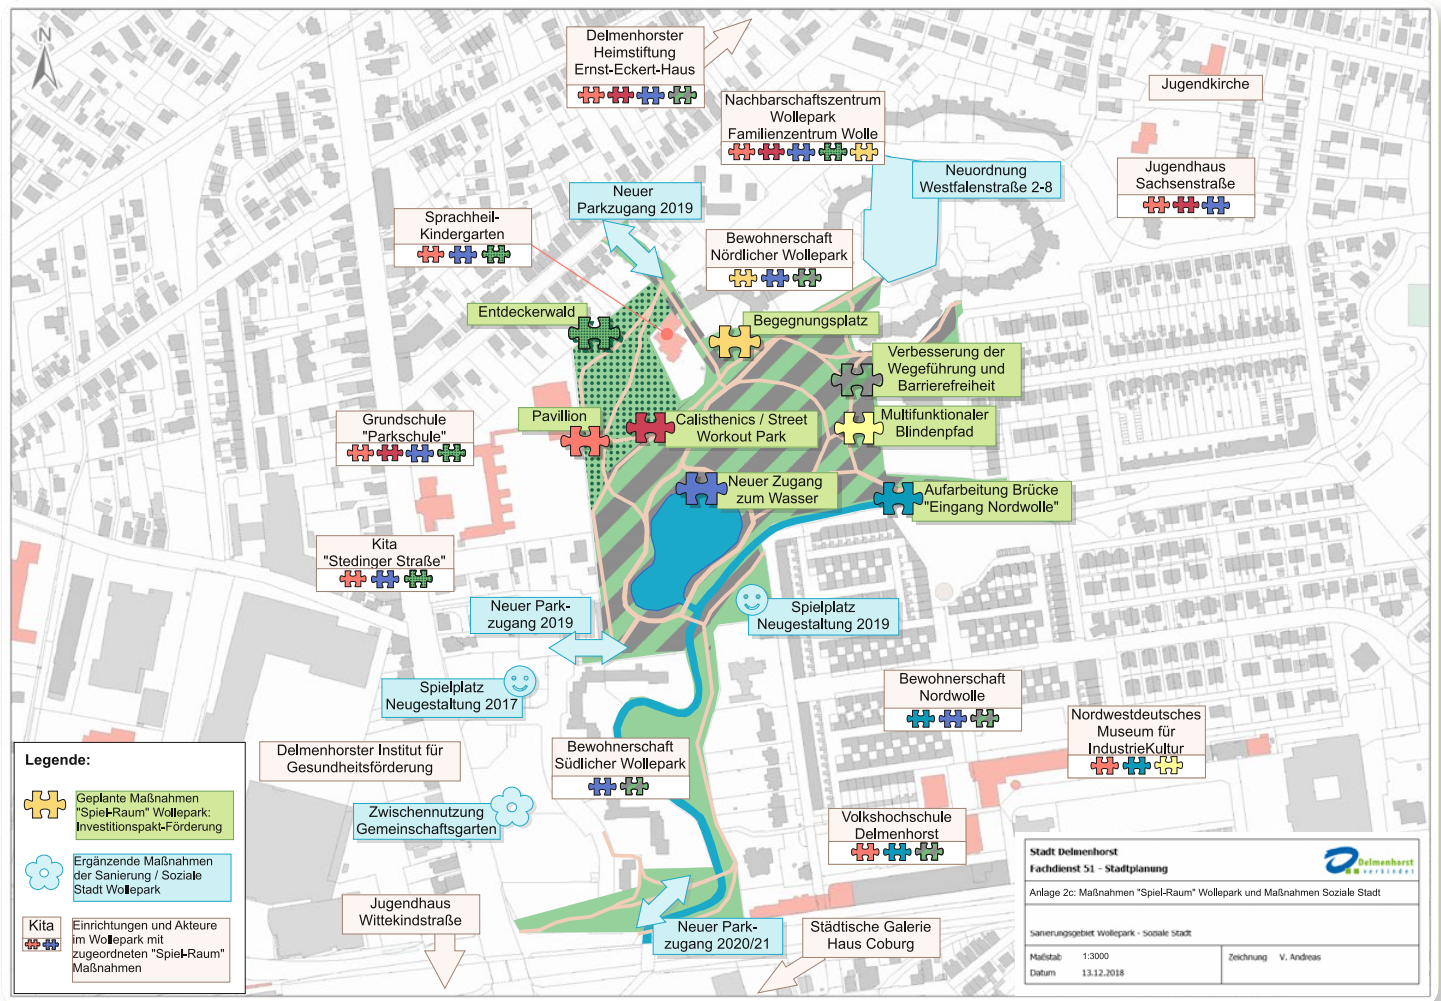 N
Delmenhorster
Heimstiftung
Ernst-Eckert-Haus
Jugendkirche
Nachbarschaftszentrum
Wollepark
Familienzentrum Wolle
Neuordnung
Westfalenstraße 2-8
Jugendhaus
Sachsenstraße
Neuer
Parkzugang 2019
Sprachheil-
Kindergarten
Bewohnerschaft
Nördlicher Wollepark
Entdeckerwald
Begegnungsplatz
Verbesserung der
Wegeführung und
Barrierefreiheit
Pavillion
Calisthenics / Street
Workout Park
Multifunktionaler
Blindenpfad
Grundschule
"Parkschule"
Neuer Zugang
zum Wasser
Aufarbeitung Brücke
"Eingang Nordwolle"
Kita
"Stedinger Straße"
Neuer Park-
zugang 2019
Spielplatz
Neugestaltung 2019
Spielplatz
Neugestaltung 2017
Bewohnerschaft
Nordwolle
Nordwestdeutsches
Museum für
IndustrieKultur
Delmenhorster Institut für
Gesundheitsförderung
Bewohnerschaft
Südlicher Wollepark
Zwischennutzung
Gemeinschaftsgarten
Volkshochschule
Delmenhorst
Jugendhaus
Wittekindstraße
Neuer Park-
zugang 2020/21
Städtische Galerie
Haus Coburg
Legende:
Geplante Maßnahmen
"Spiel-Raum" Wollepark:
Investitionspakt-Förderung
Ergänzende Maßnahmen
der Sanierung / Soziale
Stadt Wollepark
Kita
Einrichtungen und Akteure
im Wollepark mit
zugeordneten "Spiel-Raum"
Maßnahmen
Stadt Delmenhorst
Fachdienst 51 - Stadtplanung
Delmenhorst
verbindet
Anlage 2c: Maßnahmen "Spiel-Raum" Wollepark und Maßnahmen Soziale Stadt
Sanierungsgebiet Wollepark - Soziale Stadt
Maßstab 1:3000
Zeichnung V. Andreas
Datum 13.12.2018